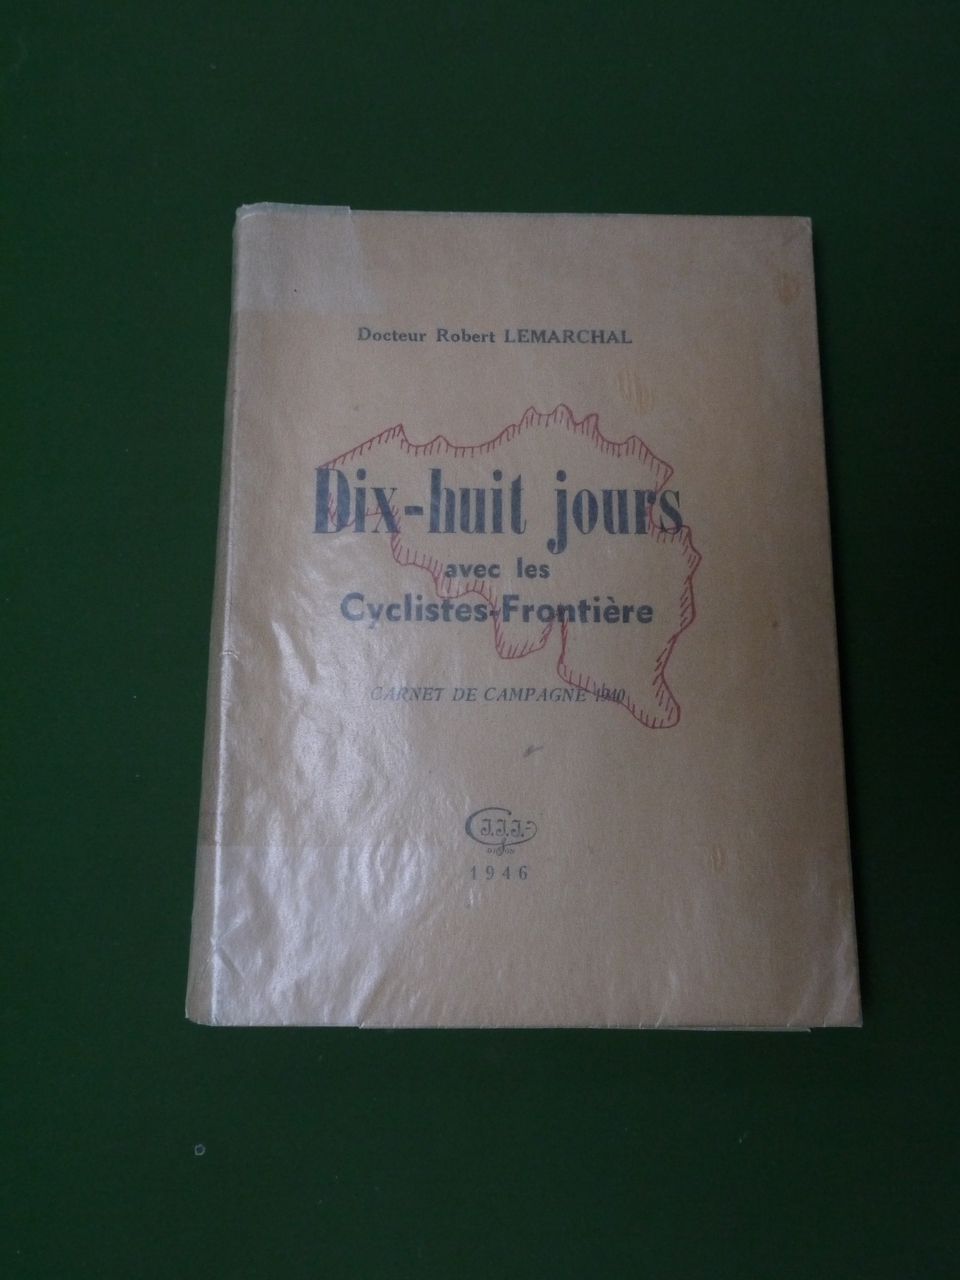 Docteur Robert LEMARCHAL
Dix-huit jours
avec les
Cyclistes-Frontière
CARNET DE CAMPAGNE 1940
J.J.J.
1946